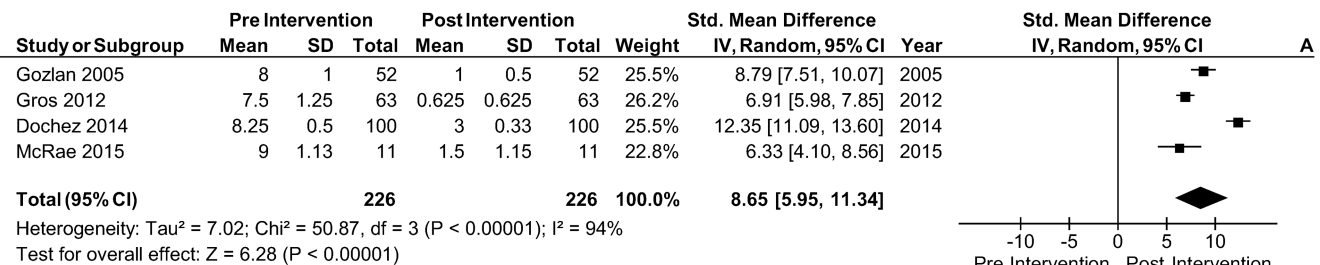 Pre Intervention Post Intervention Std. Mean Difference Std. Mean Difference
Study or Subgroup Mean SD Total Mean SD Total Weight IV, Random, 95% CI Year IV, Random, 95% CI A
Gozlan 2005 8 1 52 1 0.5 52 25.5% 8.79 [7.51, 10.07] 2005
Gros 2012 7.5 1.25 63 0.625 0.625 63 26.2% 6.91 [5.98, 7.85] 2012
Dochez 2014 8.25 0.5 100 3 0.33 100 25.5% 12.35 [11.09, 13.60] 2014
McRae 2015 9 1.13 11 1.5 1.15 11 22.8% 6.33 [4.10, 8.56] 2015
Total (95% CI) 226 226 100.0% 8.65 [5.95, 11.34]
Heterogeneity: Tau² = 7.02; Chi² = 50.87, df = 3 (P < 0.00001); I² = 94%
-10 -5 0 5 10
Test for overall effect: Z = 6.28 (P < 0.00001)
Pre Intervention Post Intervention